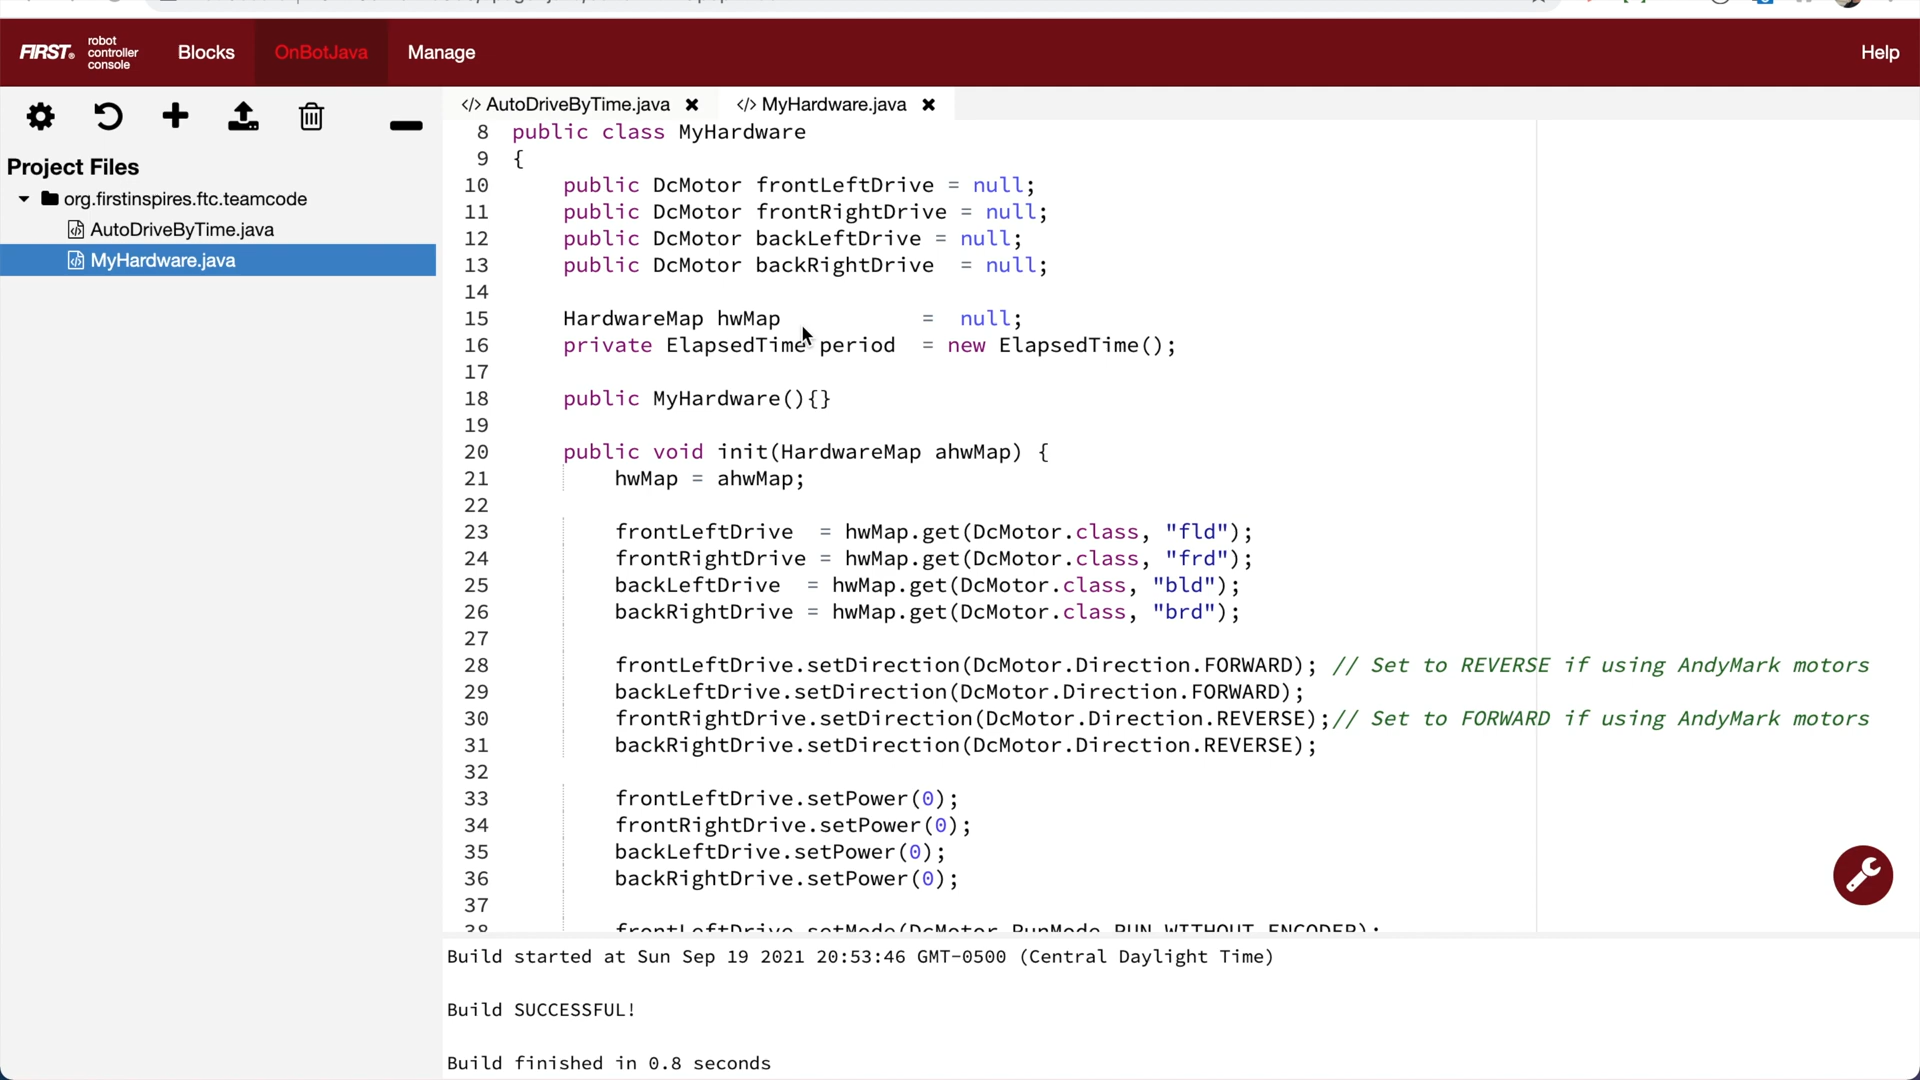 FIRST® robot controller console Blocks OnBotJava Manage Help
Project Files
org.firstinspires.ftc.teamcode
AutoDriveByTime.java
MyHardware.java
</> AutoDriveByTime.java ✖ </> MyHardware.java ✖
8 public class MyHardware
9 {
10     public DcMotor frontLeftDrive = null;
11     public DcMotor frontRightDrive = null;
12     public DcMotor backLeftDrive = null;
13     public DcMotor backRightDrive  = null;
14
15     HardwareMap hwMap           =  null;
16     private ElapsedTime period  = new ElapsedTime();
17
18     public MyHardware(){}
19
20     public void init(HardwareMap ahwMap) {
21         hwMap = ahwMap;
22
23         frontLeftDrive  = hwMap.get(DcMotor.class, "fld");
24         frontRightDrive = hwMap.get(DcMotor.class, "frd");
25         backLeftDrive  = hwMap.get(DcMotor.class, "bld");
26         backRightDrive = hwMap.get(DcMotor.class, "brd");
27
28         frontLeftDrive.setDirection(DcMotor.Direction.FORWARD); // Set to REVERSE if using AndyMark motors
29         backLeftDrive.setDirection(DcMotor.Direction.FORWARD);
30         frontRightDrive.setDirection(DcMotor.Direction.REVERSE);// Set to FORWARD if using AndyMark motors
31         backRightDrive.setDirection(DcMotor.Direction.REVERSE);
32
33         frontLeftDrive.setPower(0);
34         frontRightDrive.setPower(0);
35         backLeftDrive.setPower(0);
36         backRightDrive.setPower(0);
37
38         frontLeftDrive.setMode(DcMotor.RunMode.RUN_WITHOUT_ENCODER);
Build started at Sun Sep 19 2021 20:53:46 GMT-0500 (Central Daylight Time)
Build SUCCESSFUL!
Build finished in 0.8 seconds